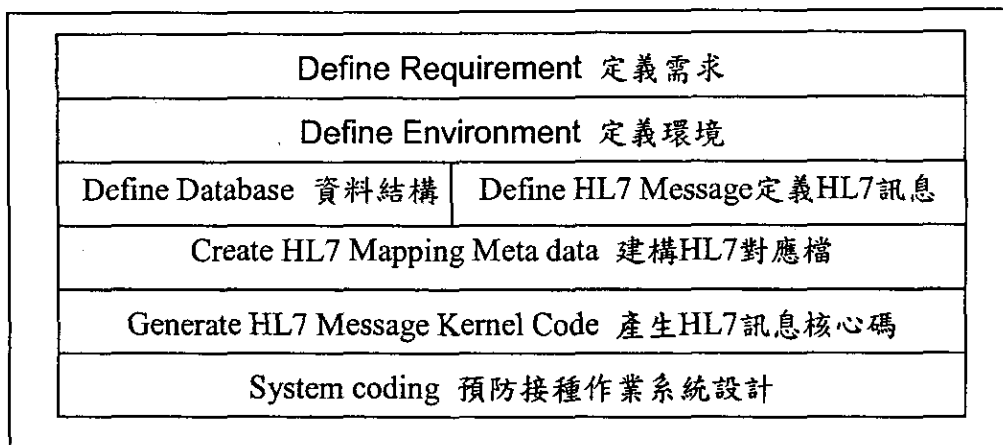 Define Requirement 定義需求
Define Environment 定義環境
Define Database 資料結構
Define HL7 Message定義HL7訊息
Create HL7 Mapping Meta data 建構HL7對應檔
Generate HL7 Message Kernel Code 產生HL7訊息核心碼
System coding 預防接種作業系統設計